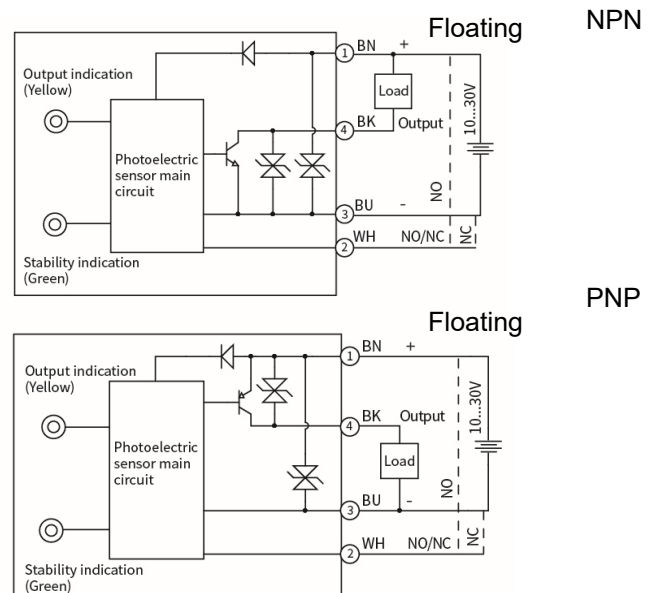 Floating
NPN
1 BN +
Output indication
(Yellow)
Load
10...30V
4 BK Output
Photoelectric
sensor main
circuit
NO
3 BU -
2 WH NO/NC NC
Stability indication
(Green)
PNP
Floating
1 BN +
Output indication
(Yellow)
10...30V
4 BK Output
Photoelectric
sensor main
circuit
Load
NO
3 BU -
2 WH NO/NC NC
Stability indication
(Green)